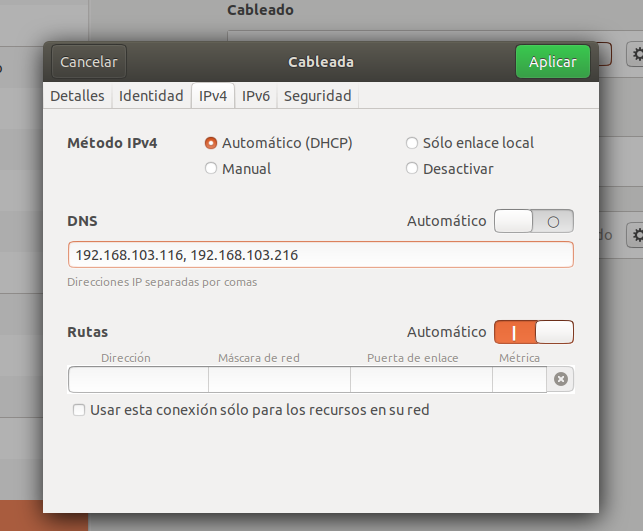 Cableado
Cancelar Cableada Aplicar
Detalles Identidad IPv4 IPv6 Seguridad
Método IPv4 Automático (DHCP) Sólo enlace local
Manual Desactivar
DNS Automático
192.168.103.116, 192.168.103.216
Direcciones IP separadas por comas
Rutas Automático
Dirección Máscara de red Puerta de enlace Métrica
Usar esta conexión sólo para los recursos en su red